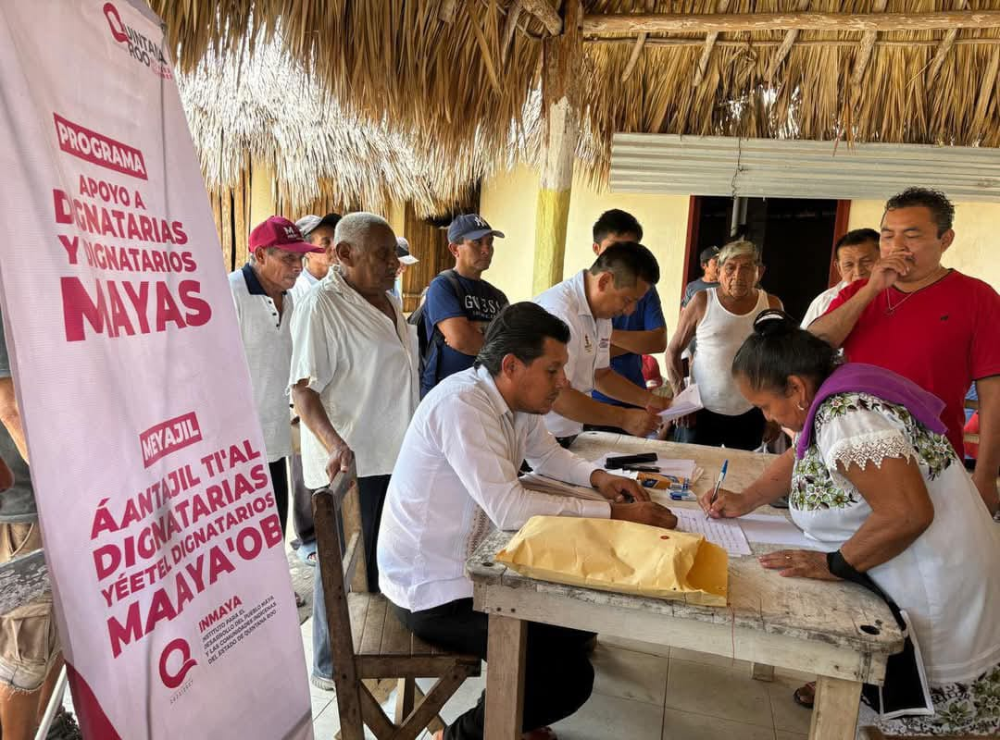 QUINTANA
ROO
PROGRAMA
APOYO A
DIGNATARIAS
Y DIGNATARIOS
MAYAS
MEYAJIL
ÁANTAJIL TI'AL
DIGNATARIAS
YÉETEL DIGNATARIOS
MAAYA'OB
INMAYA
INSTITUTO PARA EL
DESARROLLO DEL PUEBLO MAYA
Y LAS COMUNIDADES INDÍGENAS
DEL ESTADO DE QUINTANA ROO
GUESS